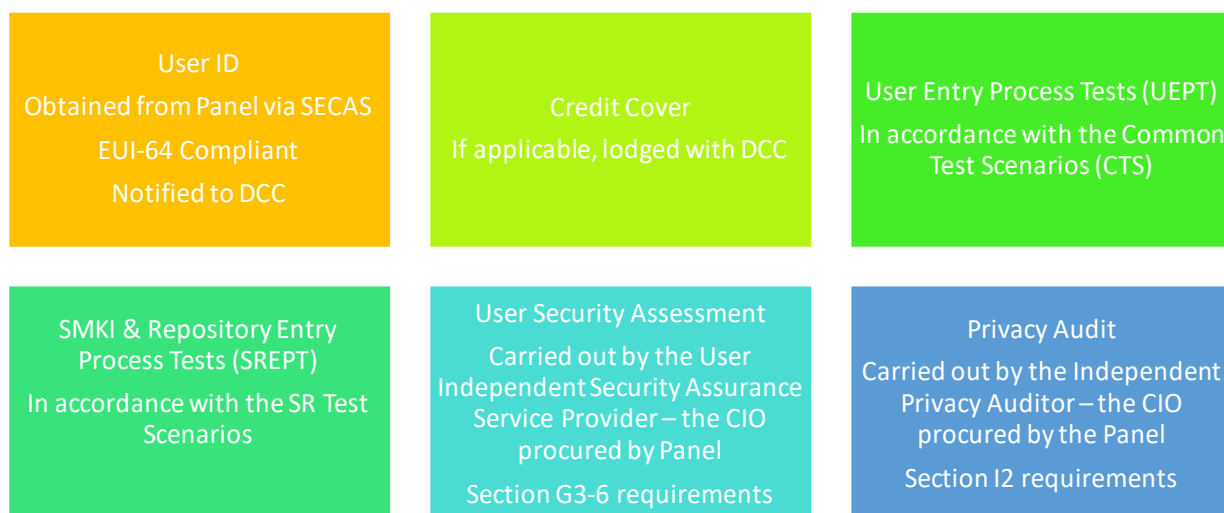 User ID
Obtained from Panel via SECAS
EUI-64 Compliant
Notified to DCC
Credit Cover
If applicable, lodged with DCC
User Entry Process Tests (UEPT)
In accordance with the Common
Test Scenarios (CTS)
SMKI & Repository Entry
Process Tests (SREPT)
In accordance with the SR Test
Scenarios
User Security Assessment
Carried out by the User
Independent Security Assurance
Service Provider – the CIO
procured by Panel
Section G3-6 requirements
Privacy Audit
Carried out by the Independent
Privacy Auditor – the CIO
procured by the Panel
Section I2 requirements